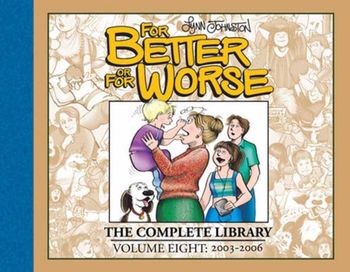 FOR
BETTER
OR
FOR
WORSE
Lynn Johnston
THE COMPLETE LIBRARY
VOLUME EIGHT: 2003-2006